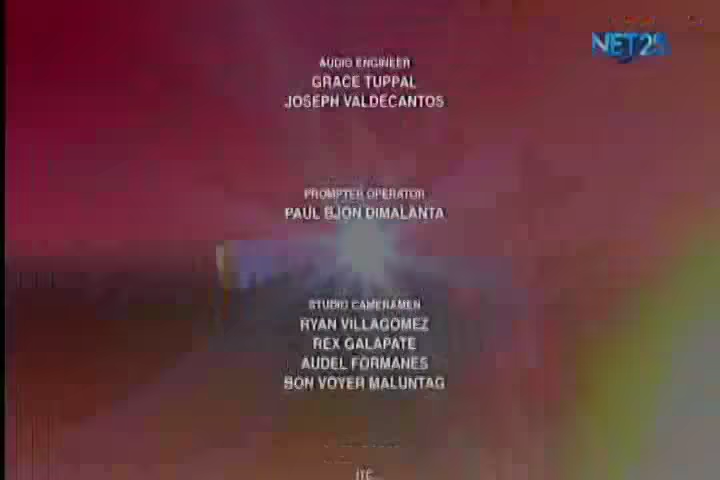 NET25
AUDIO ENGINEER
GRACE TUPPAL
JOSEPH VALDECANTOS
PROMPTER OPERATOR
PAUL BJON DIMALANTA
STUDIO CAMERAMEN
RYAN VILLAGOMEZ
REX GALAPATE
AUDEL FORMANES
BON VOYER MALUNTAG